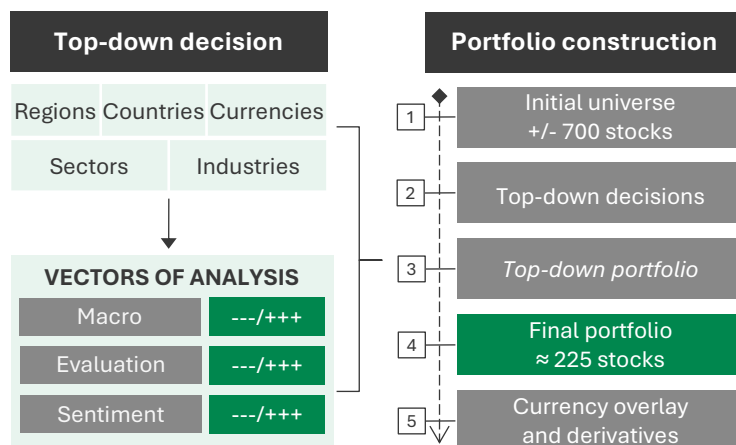 Top-down decision
Regions Countries Currencies
Sectors Industries
VECTORS OF ANALYSIS
Macro ---/+++
Evaluation ---/+++
Sentiment ---/+++
Portfolio construction
1 Initial universe
+/- 700 stocks
2 Top-down decisions
3 Top-down portfolio
4 Final portfolio
≈ 225 stocks
5 Currency overlay
and derivatives